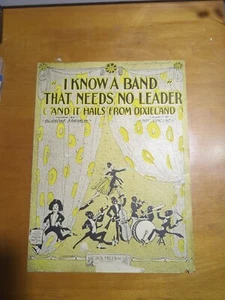 I KNOW A BAND
THAT NEEDS NO LEADER
(AND IT HAILS FROM DIXIELAND)